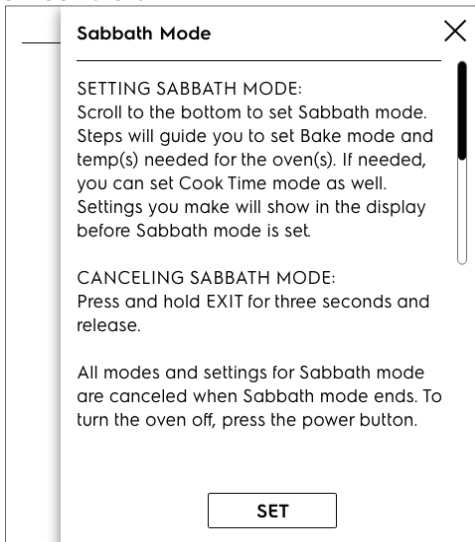 Sabbath Mode
SETTING SABBATH MODE:
Scroll to the bottom to set Sabbath mode.
Steps will guide you to set Bake mode and
temp(s) needed for the oven(s). If needed,
you can set Cook Time mode as well.
Settings you make will show in the display
before Sabbath mode is set.
CANCELING SABBATH MODE:
Press and hold EXIT for three seconds and
release.
All modes and settings for Sabbath mode
are canceled when Sabbath mode ends. To
turn the oven off, press the power button.
SET